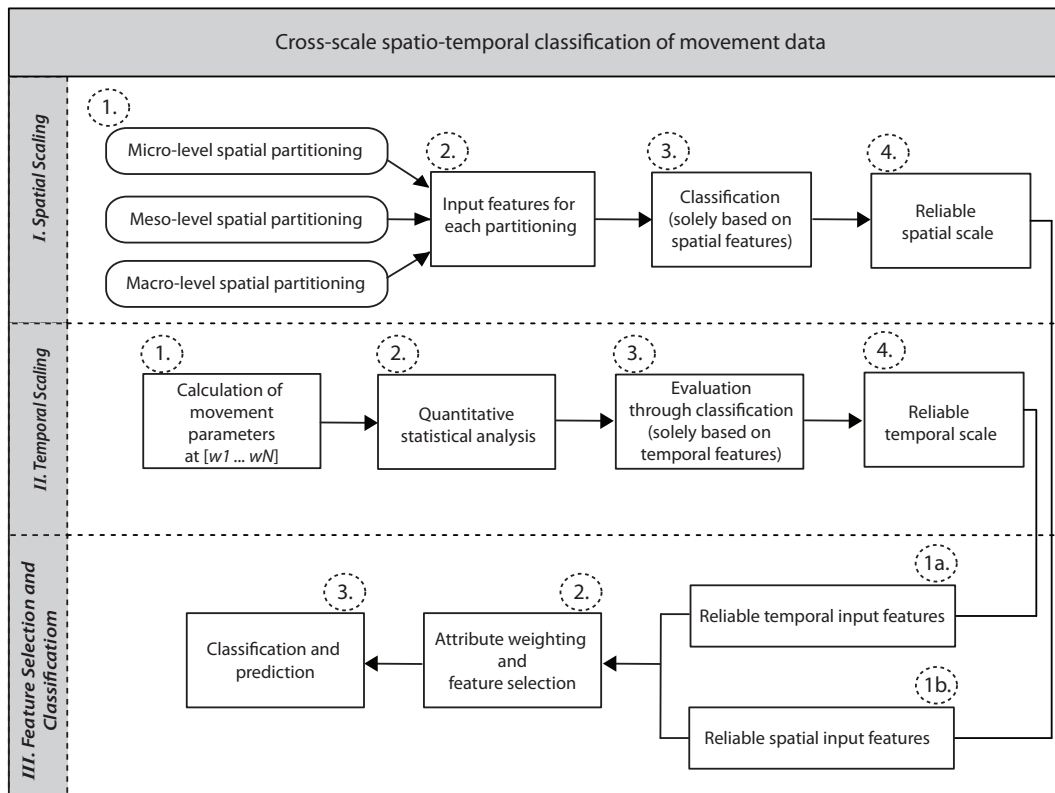 Cross-scale spatio-temporal classification of movement data
I. Spatial Scaling
1.
Micro-level spatial partitioning
Meso-level spatial partitioning
Macro-level spatial partitioning
2.
Input features for
each partitioning
3.
Classification
(solely based on
spatial features)
4.
Reliable
spatial scale
II. Temporal Scaling
1.
Calculation of
movement
parameters
at [w1 ... wN]
2.
Quantitative
statistical analysis
3.
Evaluation
through classification
(solely based on
temporal features)
4.
Reliable
temporal scale
III. Feature Selection and
Classificatiom
1a.
Reliable temporal input features
1b.
Reliable spatial input features
2.
Attribute weighting
and
feature selection
3.
Classification and
prediction